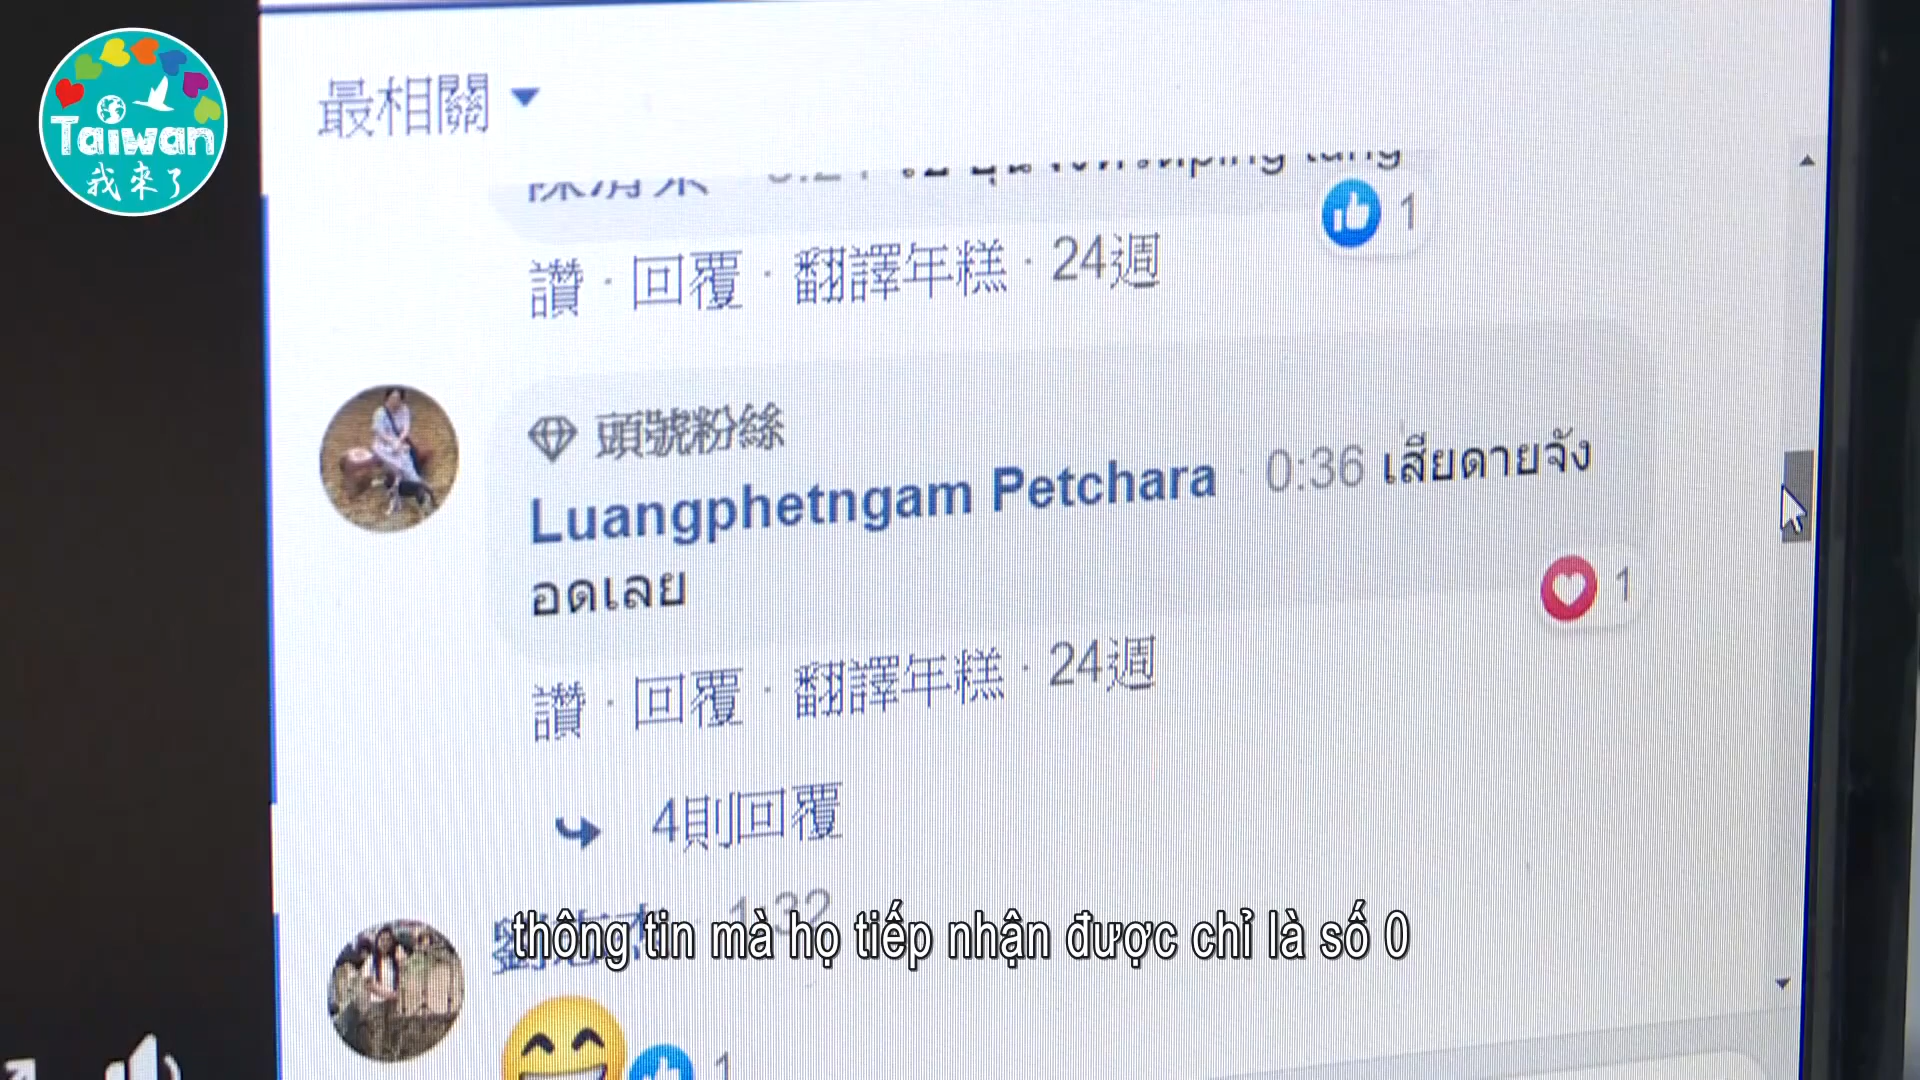 Taiwan
我來了
最相關
1
讚 · 回覆 · 翻譯年糕 · 24週
頭號粉絲
Luangphetngam Petchara · 0:36 เสียดายจัง
อดเลย
1
讚 · 回覆 · 翻譯年糕 · 24週
4則回覆
1:32
thông tin mà họ tiếp nhận được chỉ là số 0
1